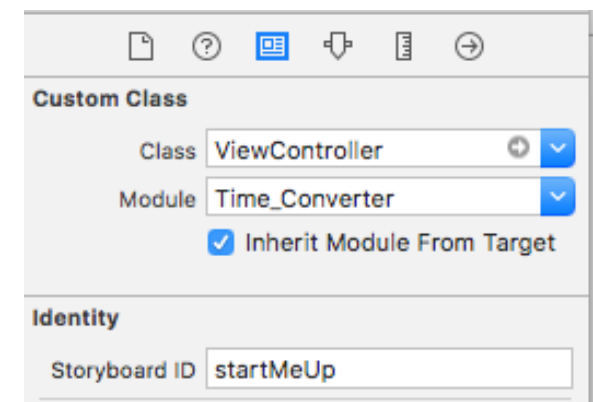 Custom Class
Class ViewController
Module Time_Converter
Inherit Module From Target
Identity
Storyboard ID startMeUp